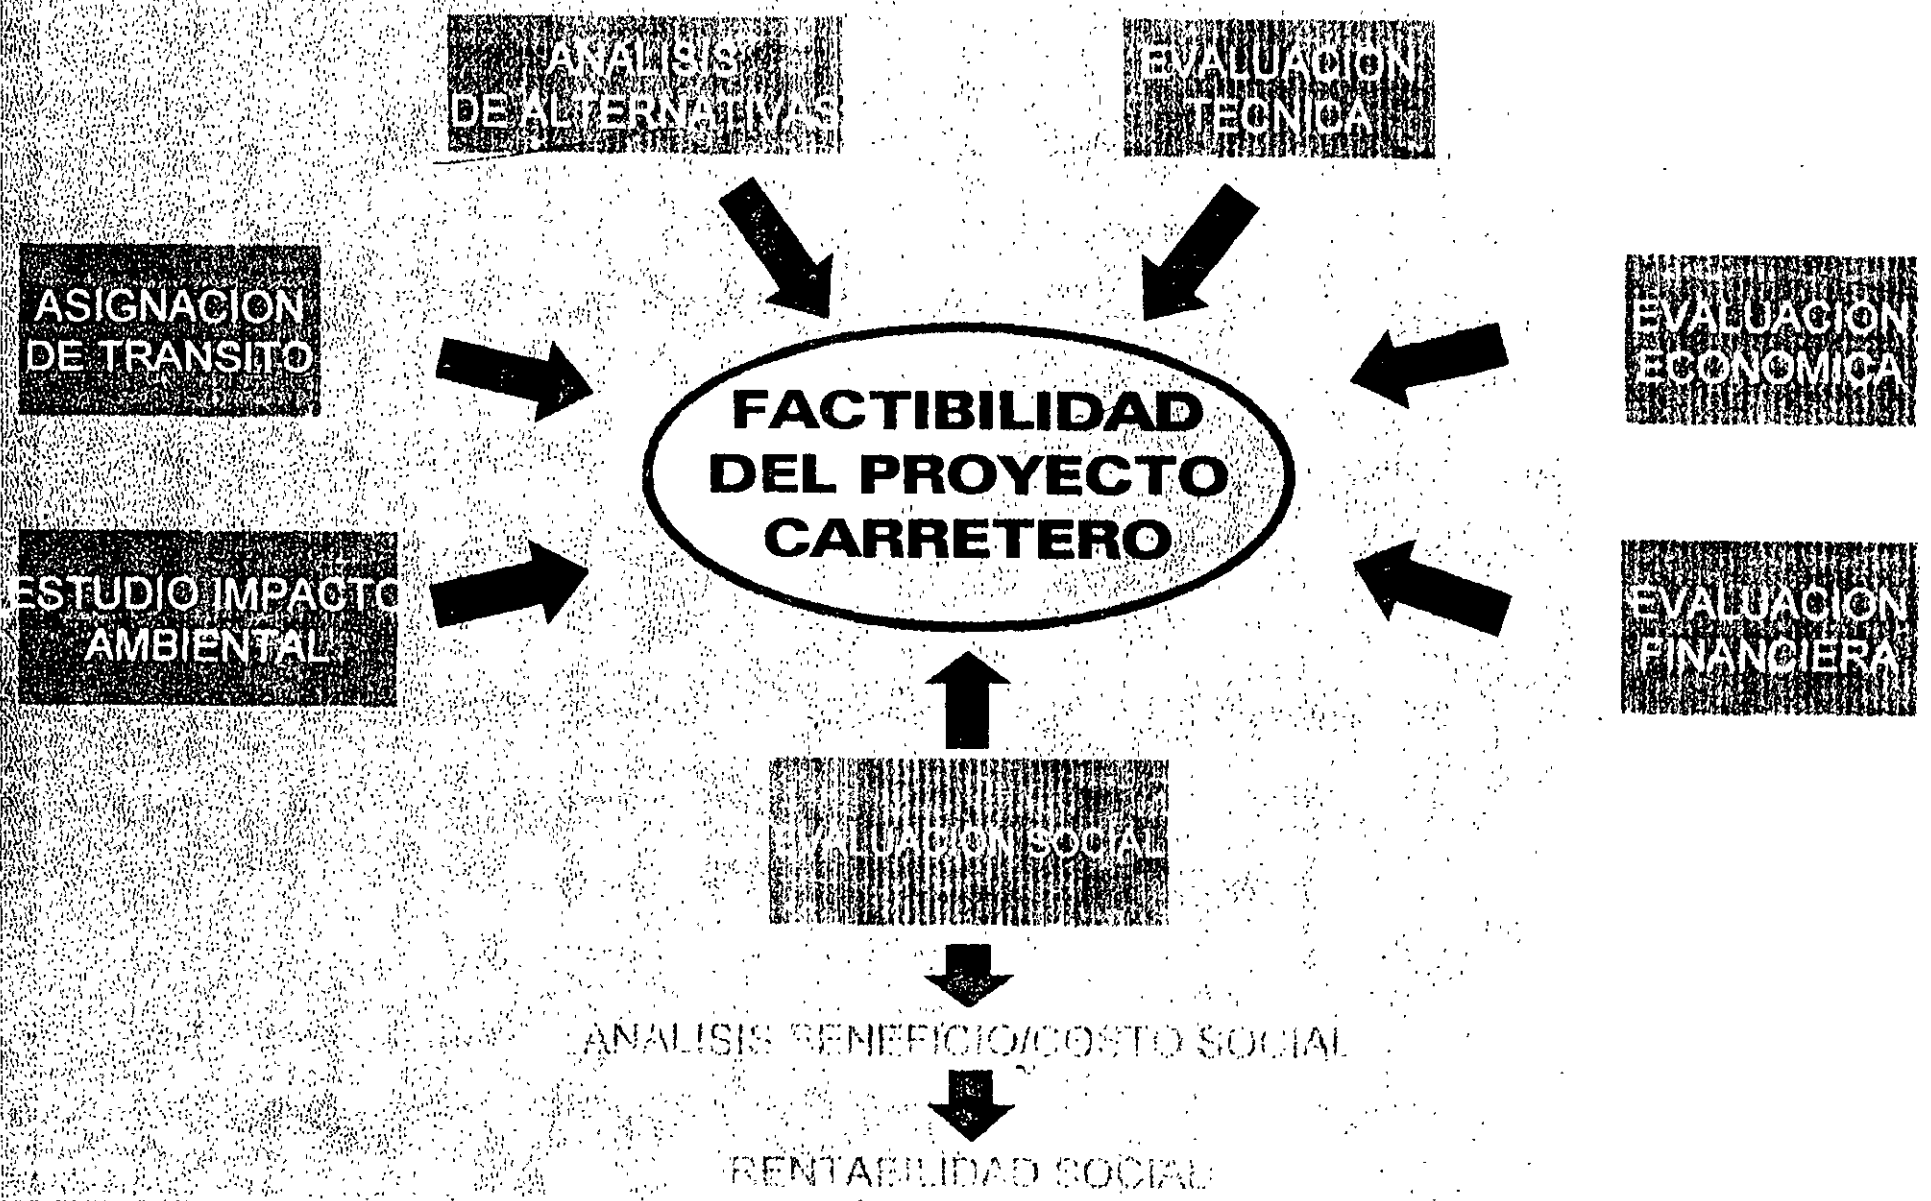 ANALISIS
DE ALTERNATIVAS
EVALUACION
TECNICA
ASIGNACION
DE TRANSITO
EVALUACION
ECONOMICA
FACTIBILIDAD
DEL PROYECTO
CARRETERO
ESTUDIO IMPACTO
AMBIENTAL
EVALUACION
FINANCIERA
EVALUACION SOCIAL
ANALISIS BENEFICIO/COSTO SOCIAL
RENTABILIDAD SOCIAL